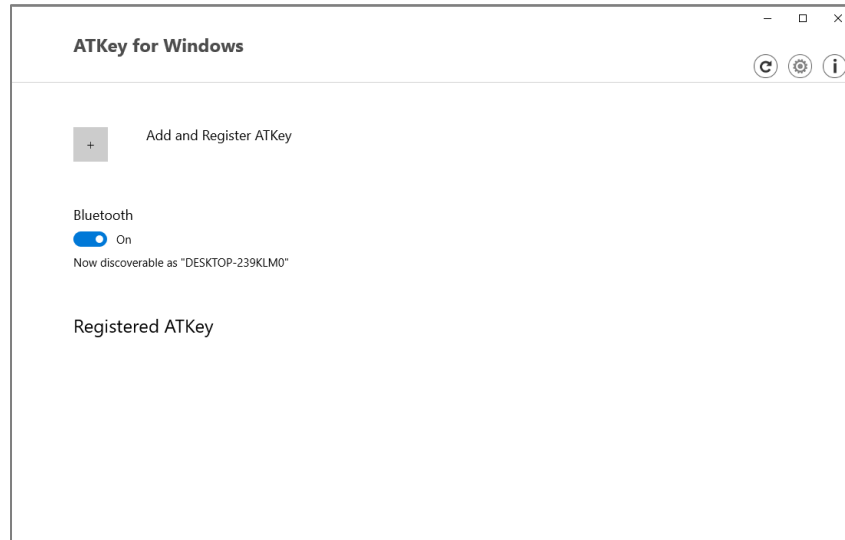 ATKey for Windows
+
Add and Register ATKey
Bluetooth
On
Now discoverable as "DESKTOP-239KLM0"
Registered ATKey